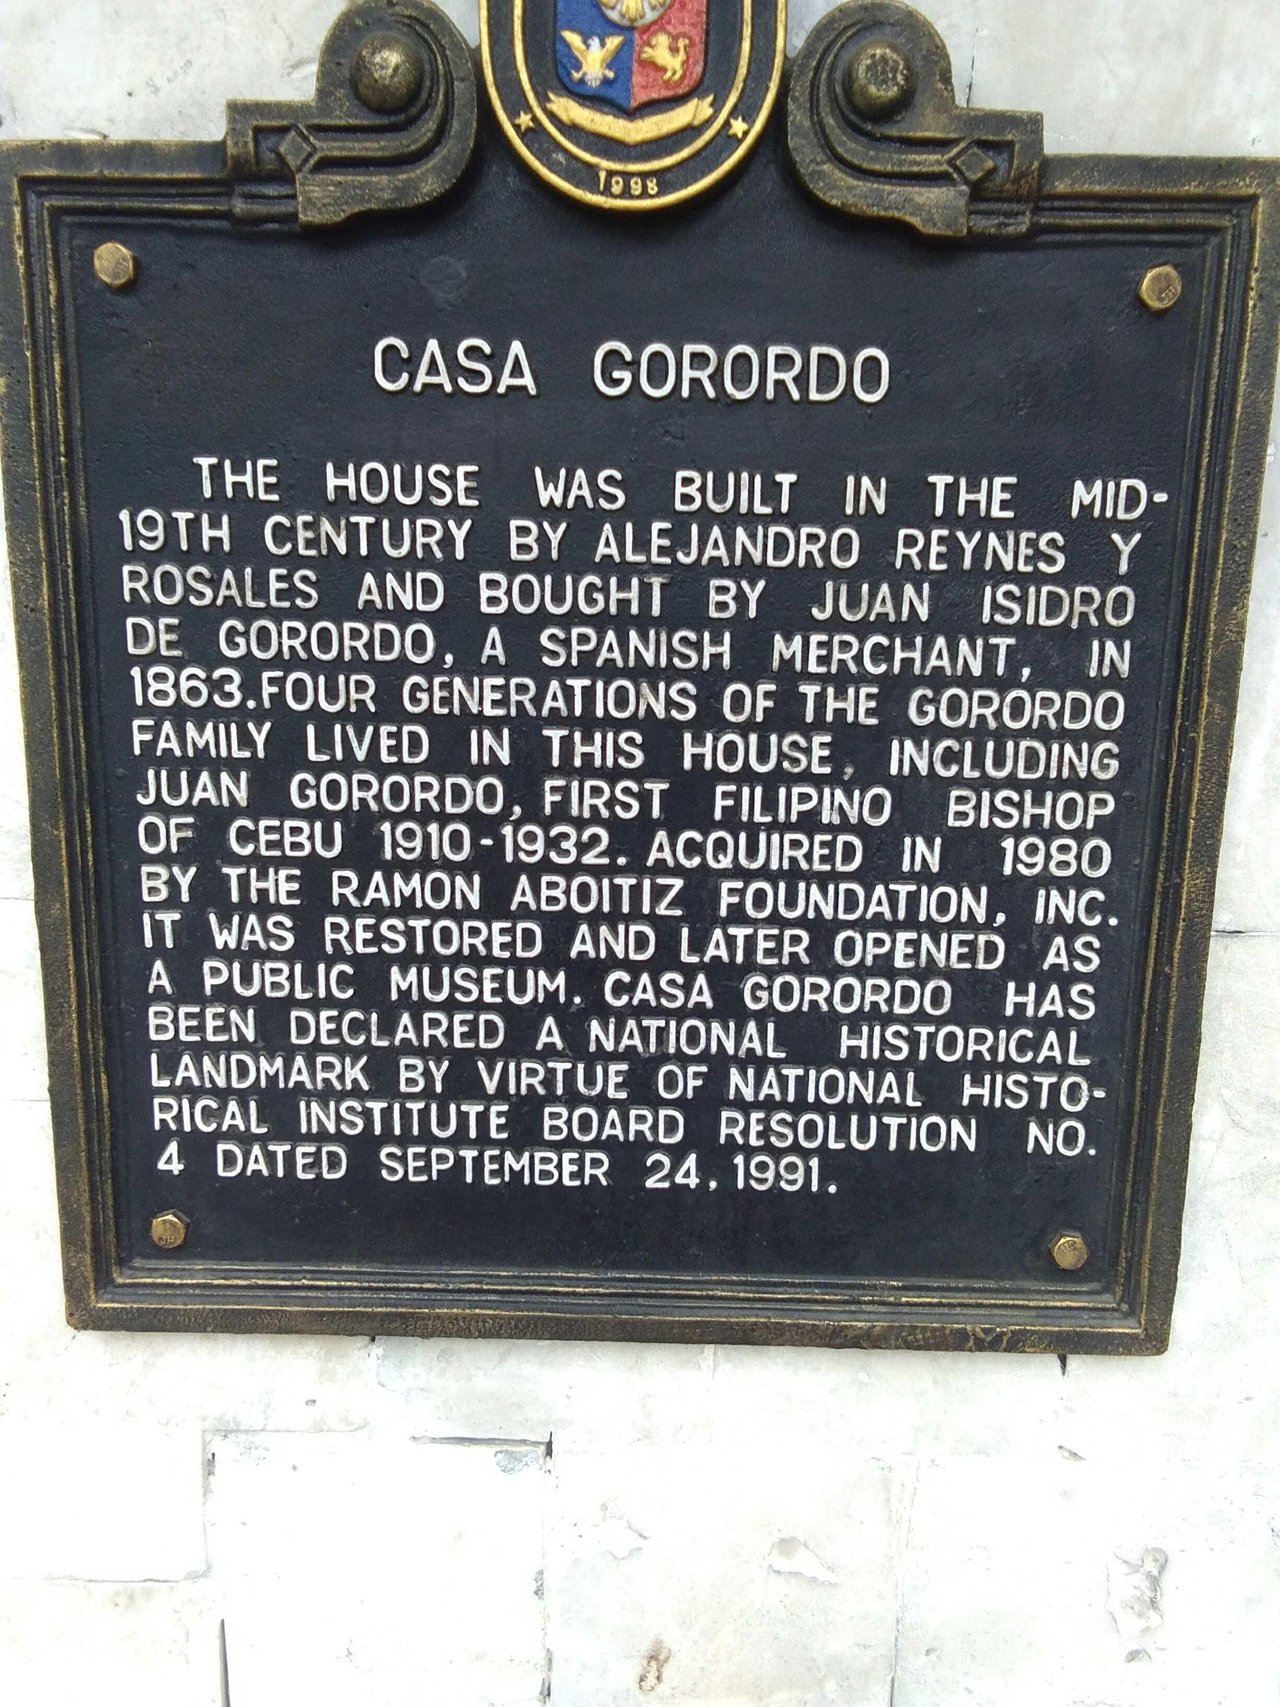 1998
CASA GORORDO
THE HOUSE WAS BUILT IN THE MID-
19TH CENTURY BY ALEJANDRO REYNES Y
ROSALES AND BOUGHT BY JUAN ISIDRO
DE GORORDO, A SPANISH MERCHANT, IN
1863. FOUR GENERATIONS OF THE GORORDO
FAMILY LIVED IN THIS HOUSE, INCLUDING
JUAN GORORDO, FIRST FILIPINO BISHOP
OF CEBU 1910-1932. ACQUIRED IN 1980
BY THE RAMON ABOITIZ FOUNDATION, INC.
IT WAS RESTORED AND LATER OPENED AS
A PUBLIC MUSEUM. CASA GORORDO HAS
BEEN DECLARED A NATIONAL HISTORICAL
LANDMARK BY VIRTUE OF NATIONAL HISTO-
RICAL INSTITUTE BOARD RESOLUTION NO.
4 DATED SEPTEMBER 24, 1991.